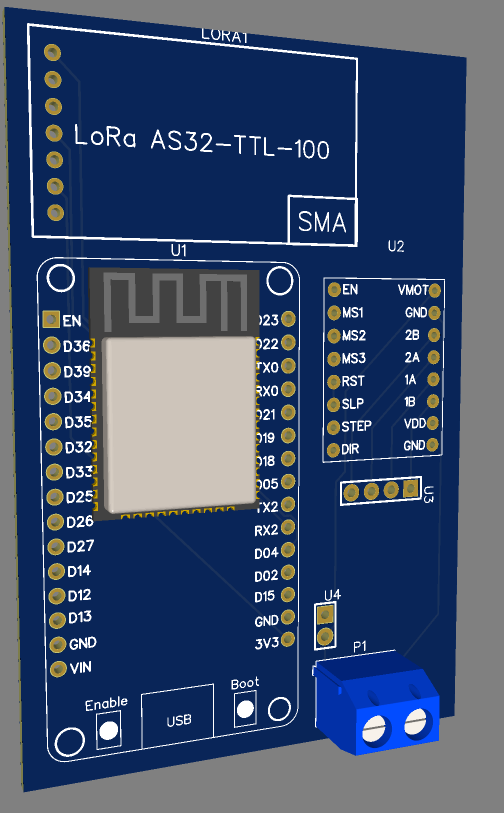 LORA1
LoRa AS32-TTL-100
SMA
U1
U2
EN
D36
D39
D34
D35
D32
D33
D25
D26
D27
D14
D12
D13
GND
VIN
D23
D22
TX0
RX0
D21
D19
D18
D05
TX2
RX2
D04
D02
D15
GND
3V3
Enable
USB
Boot
EN
MS1
MS2
MS3
RST
SLP
STEP
DIR
VMOT
GND
2B
2A
1A
1B
VDD
GND
U3
U4
P1